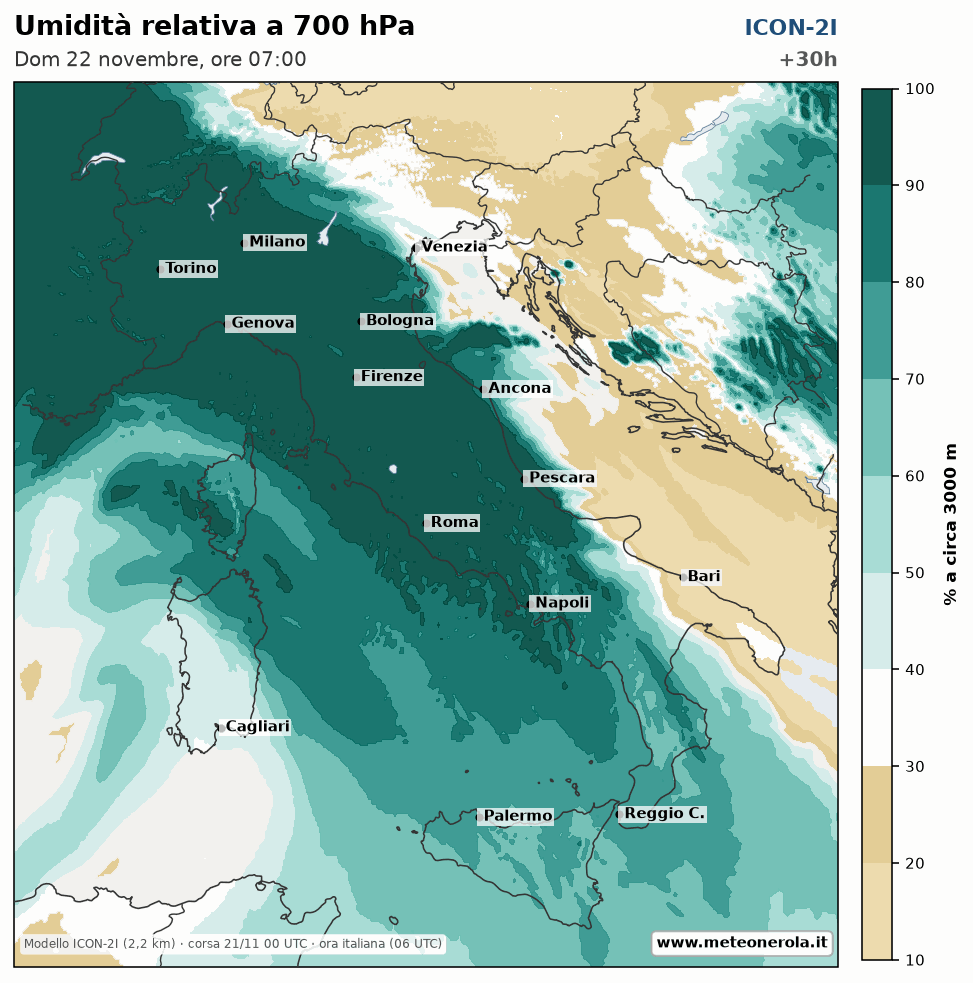 Umidità relativa a 700 hPa
ICON-2I
Dom 22 novembre, ore 07:00
+30h
100
90
80
70
60
50
40
30
20
10
% a circa 3000 m
Milano
Venezia
Torino
Genova
Bologna
Firenze
Ancona
Pescara
Roma
Bari
Napoli
Cagliari
Palermo
Reggio C.
Modello ICON-2I (2,2 km) · corsa 21/11 00 UTC · ora italiana (06 UTC)
www.meteonerola.it